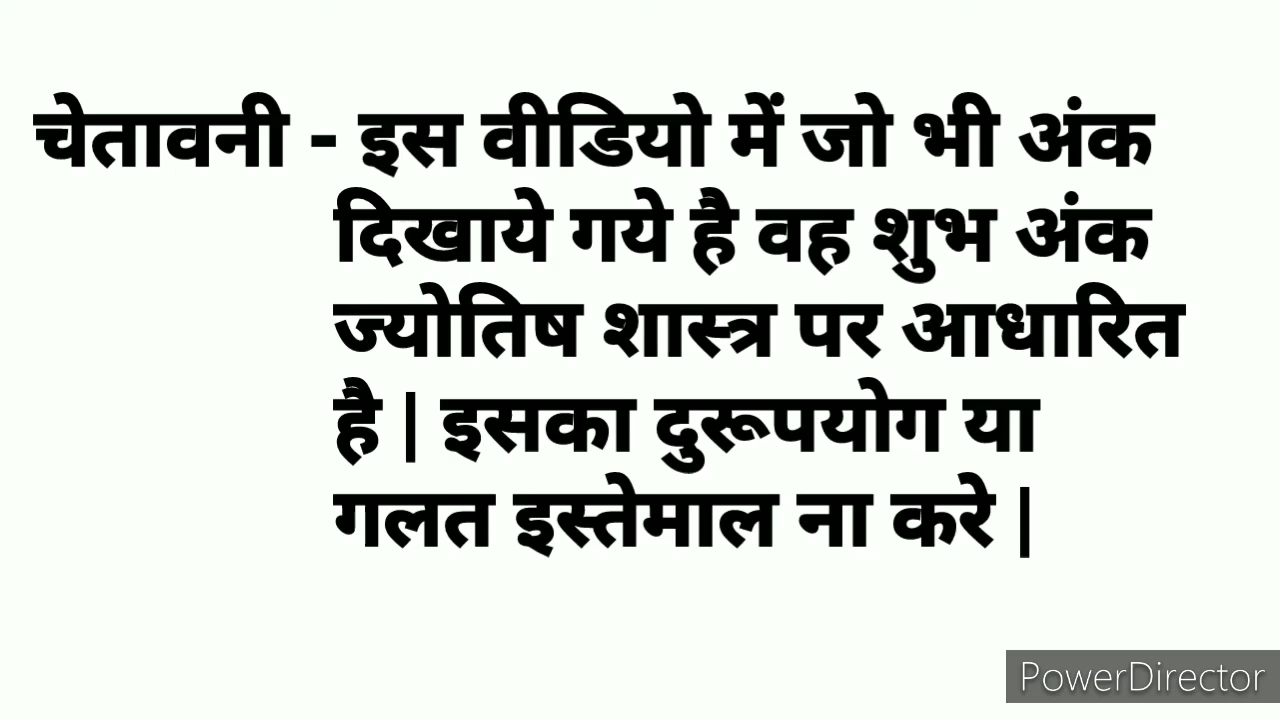 चेतावनी - इस वीडियो में जो भी अंक
दिखाये गये है वह शुभ अंक
ज्योतिष शास्त्र पर आधारित
है | इसका दुरूपयोग या
गलत इस्तेमाल ना करे |
PowerDirector